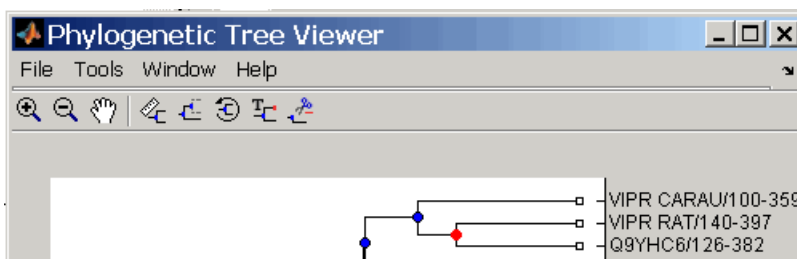 Phylogenetic Tree Viewer
File Tools Window Help
VIPR CARAU/100-359
VIPR RAT/140-397
Q9YHC6/126-382